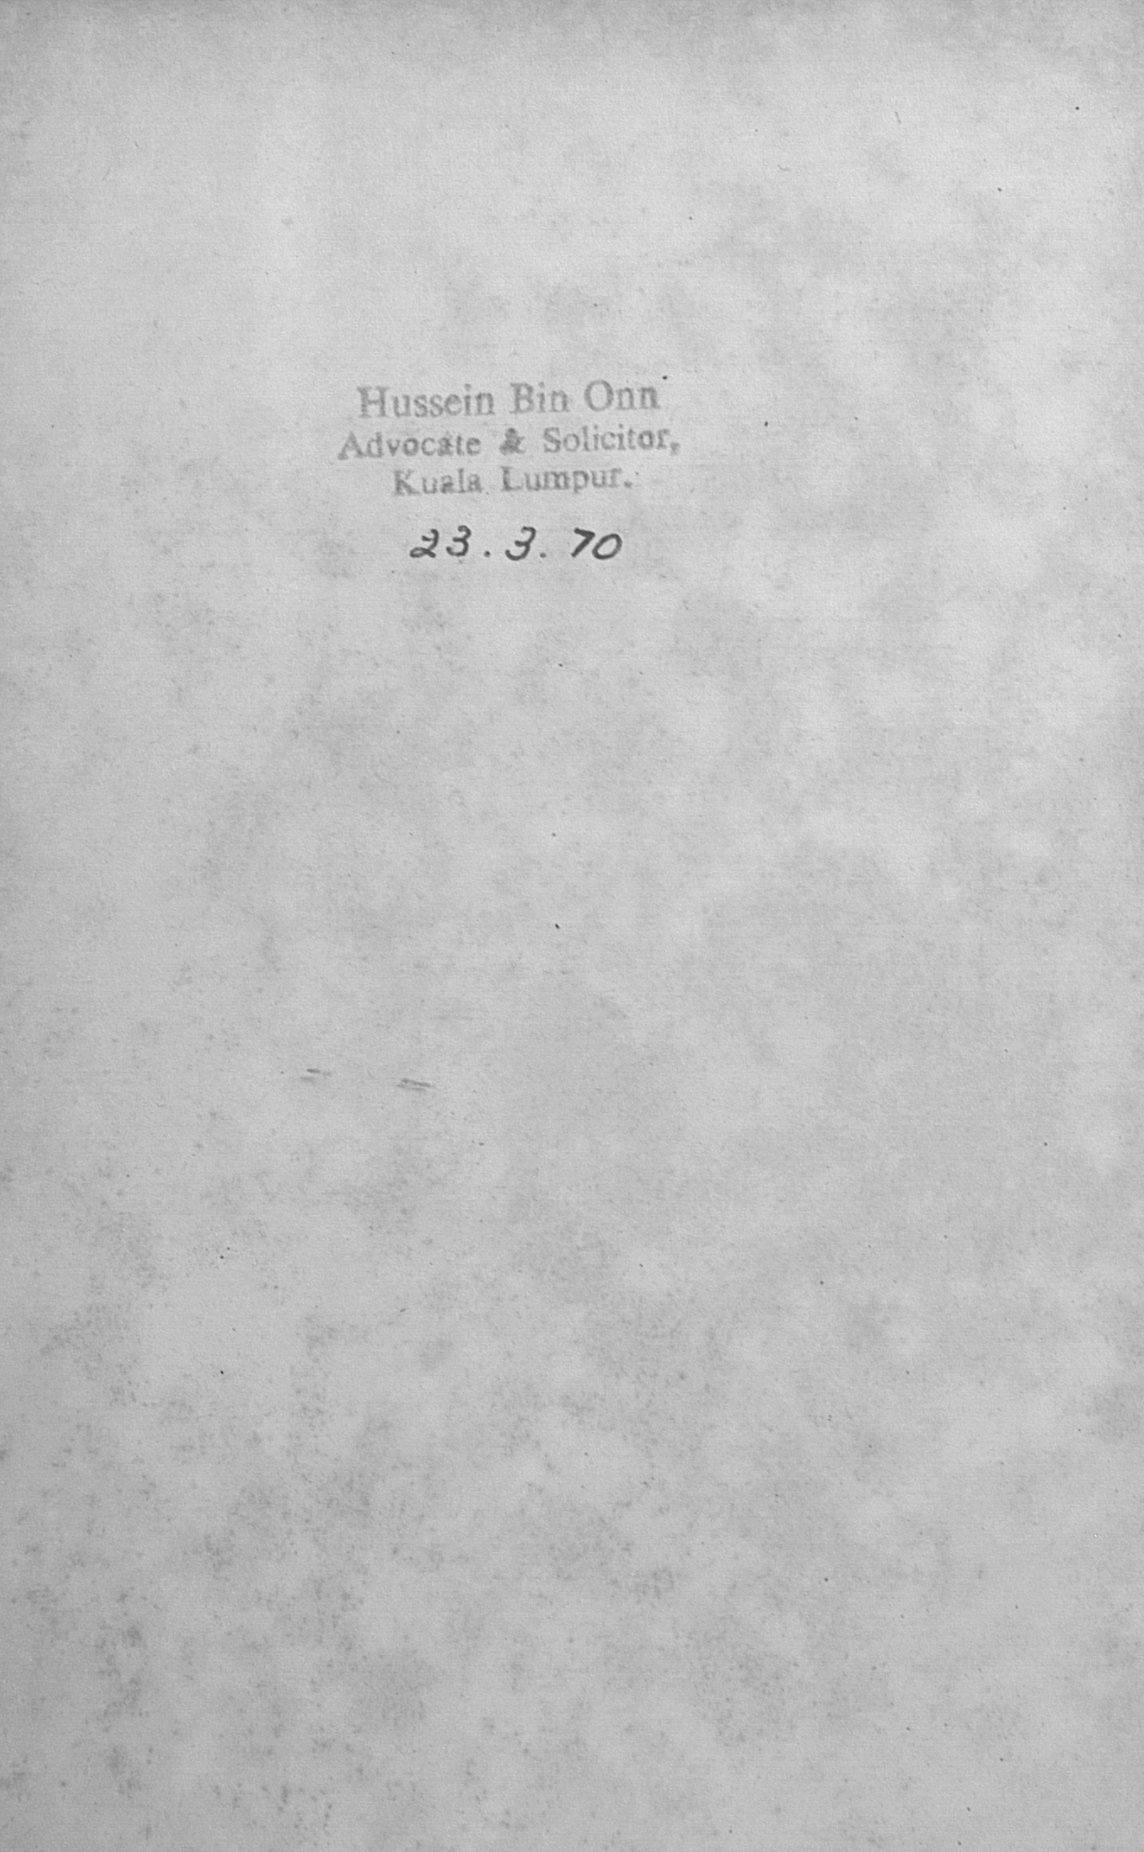 Hussein Bin Onn
Advocate & Solicitor,
Kuala Lumpur.
23.3.70